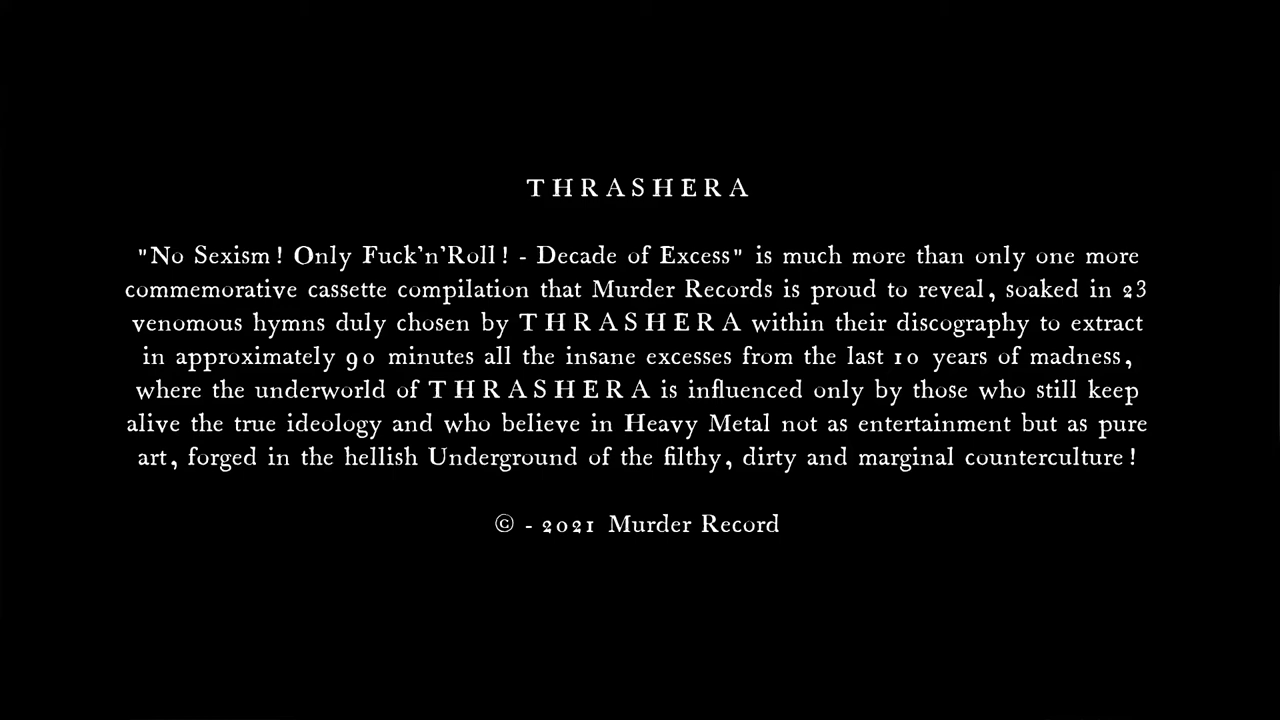 THRASHERA
"No Sexism! Only Fuck'n'Roll! - Decade of Excess" is much more than only one more
commemorative cassette compilation that Murder Records is proud to reveal, soaked in 23
venomous hymns duly chosen by THRASHERA within their discography to extract
in approximately 90 minutes all the insane excesses from the last 10 years of madness,
where the underworld of THRASHERA is influenced only by those who still keep
alive the true ideology and who believe in Heavy Metal not as entertainment but as pure
art, forged in the hellish Underground of the filthy, dirty and marginal counterculture!
© - 2021 Murder Record